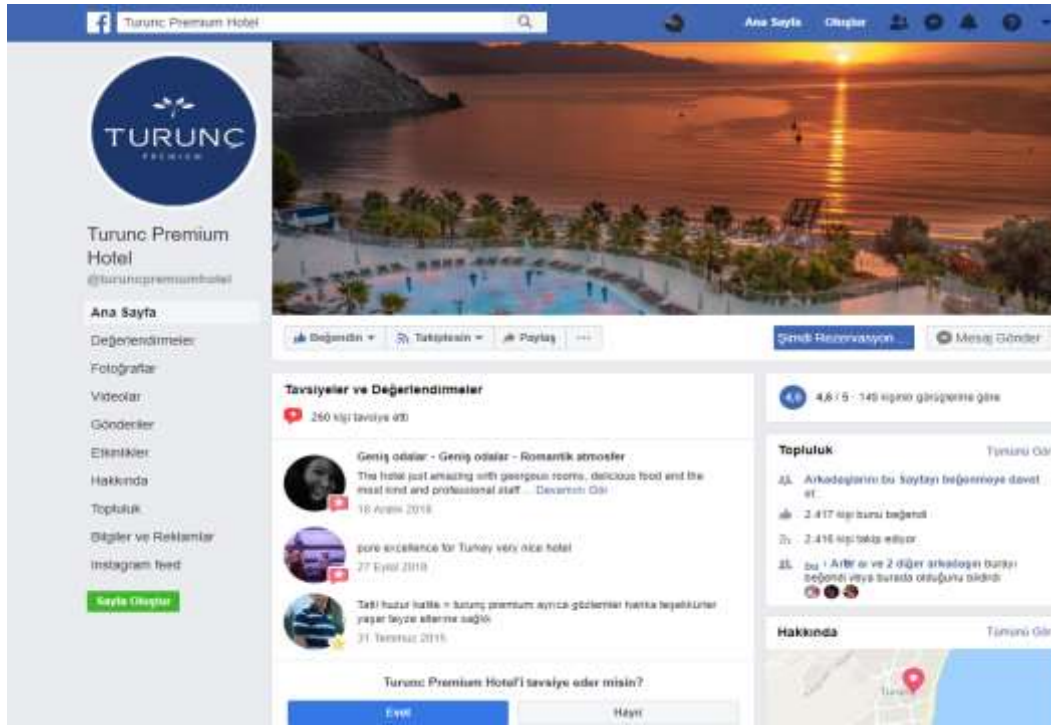 Turunc Premium Hotel
Ana Sayfa
Oluştur
TURUNÇ
PREMIUM
Turunc Premium
Hotel
@turuncpremiumhotel
Ana Sayfa
Değerlendirmeler
Fotoğraflar
Videolar
Gönderiler
Etkinlikler
Hakkında
Topluluk
Bilgiler ve Reklamlar
Instagram feed
Sayfa Oluştur
Beğendin
Takiptesin
Paylaş
Şimdi Rezervasyon...
Mesaj Gönder
Tavsiyeler ve Değerlendirmeler
260 kişi tavsiye etti
Geniş odalar - Geniş odalar - Romantik atmosfer
The hotel just amazing with georgeus rooms, delicious food and the
most kind and professional staff ... Devamını Gör
18 Aralık 2018
pure excellence for Turkey very nice hotel
27 Eylül 2018
Tatil huzur kalite = turunç premium ayrıca gözlemler harika teşekkürler
yaşar teyze ellerine sağlık
31 Temmuz 2015
Turunc Premium Hotel'i tavsiye eder misin?
Evet
Hayır
4,6
4,6 / 5 · 145 kişinin görüşlerine göre
Topluluk
Tümünü Gör
Arkadaşlarını bu Sayfayı beğenmeye davet
et
2.417 kişi bunu beğendi
2.416 kişi takip ediyor
ve 2 diğer arkadaşın burayı
beğendi veya burada olduğunu bildirdi
Hakkında
Tümünü Gör
Turunç